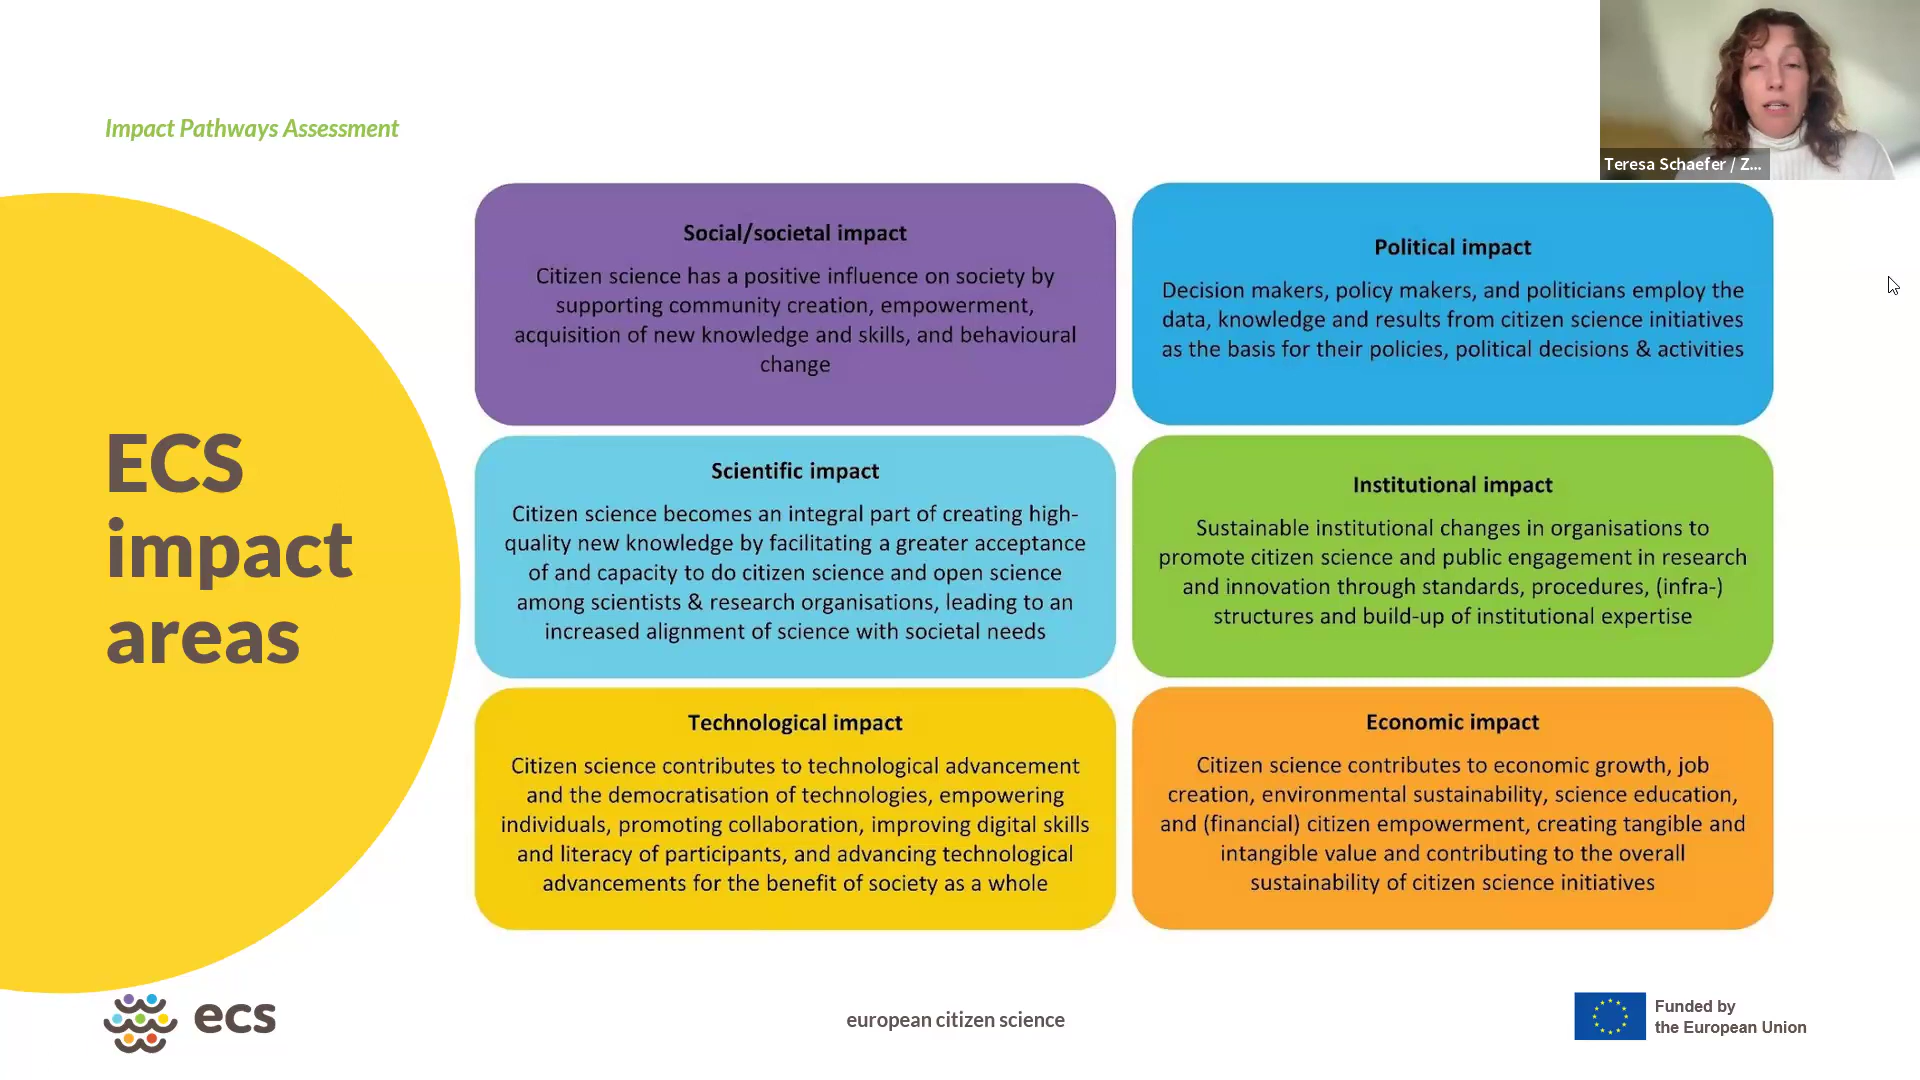 Impact Pathways Assessment
Teresa Schaefer / Z...
ECS
impact
areas
Social/societal impact
Citizen science has a positive influence on society by
supporting community creation, empowerment,
acquisition of new knowledge and skills, and behavioural
change
Political impact
Decision makers, policy makers, and politicians employ the
data, knowledge and results from citizen science initiatives
as the basis for their policies, political decisions & activities
Scientific impact
Citizen science becomes an integral part of creating high-
quality new knowledge by facilitating a greater acceptance
of and capacity to do citizen science and open science
among scientists & research organisations, leading to an
increased alignment of science with societal needs
Institutional impact
Sustainable institutional changes in organisations to
promote citizen science and public engagement in research
and innovation through standards, procedures, (infra-)
structures and build-up of institutional expertise
Technological impact
Citizen science contributes to technological advancement
and the democratisation of technologies, empowering
individuals, promoting collaboration, improving digital skills
and literacy of participants, and advancing technological
advancements for the benefit of society as a whole
Economic impact
Citizen science contributes to economic growth, job
creation, environmental sustainability, science education,
and (financial) citizen empowerment, creating tangible and
intangible value and contributing to the overall
sustainability of citizen science initiatives
ecs
european citizen science
Funded by
the European Union